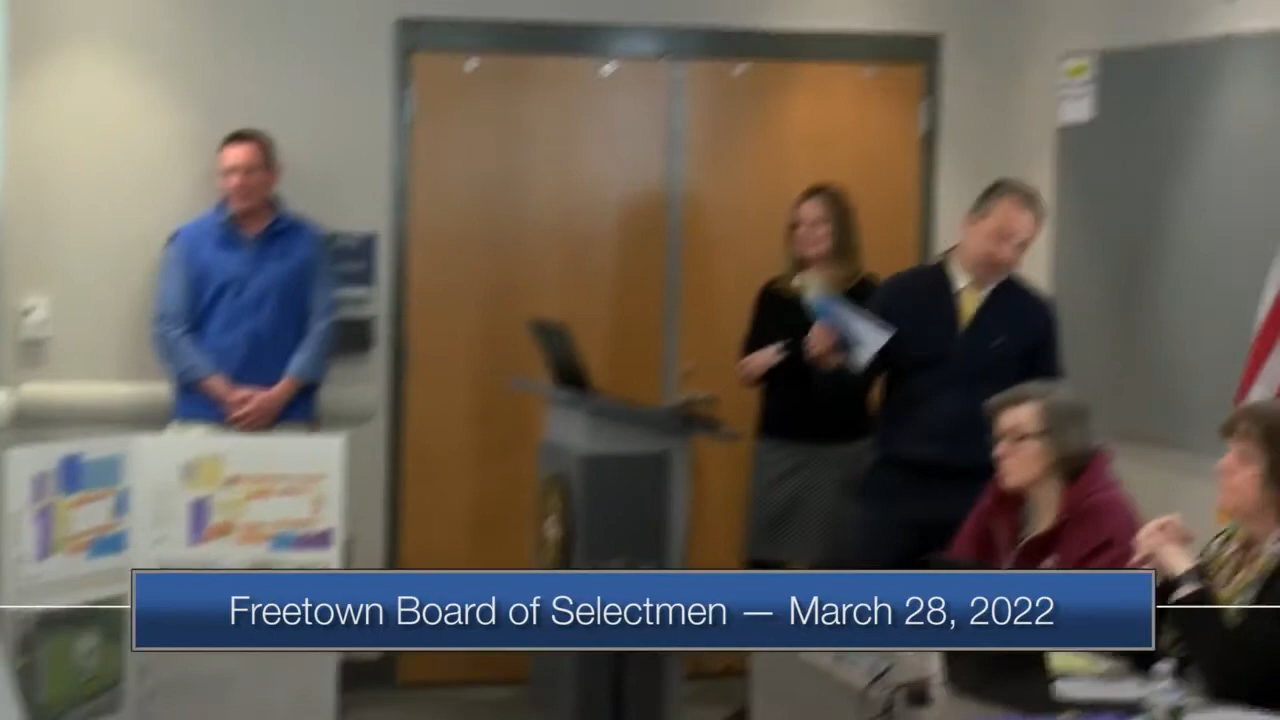 Freetown Board of Selectmen — March 28, 2022